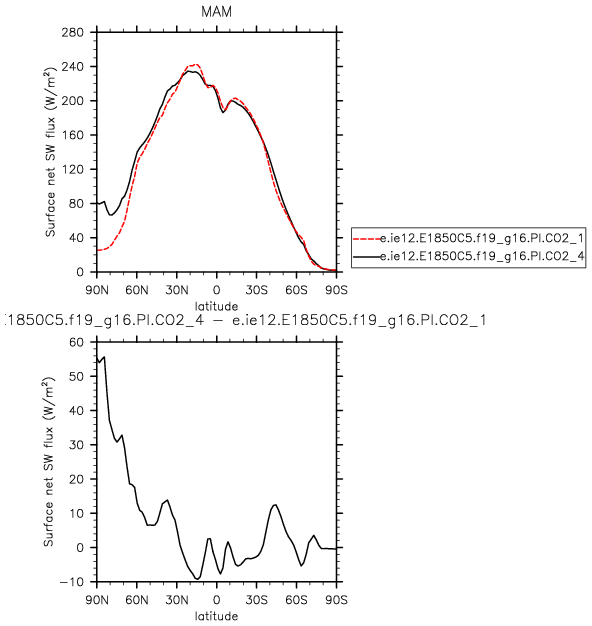 MAM
280
240
200
160
120
80
40
0
Surface net SW flux (W/m²)
90N 60N 30N 0 30S 60S 90S
latitude
e.ie12.E1850C5.f19_g16.PI.CO2_1
e.ie12.E1850C5.f19_g16.PI.CO2_4
.1850C5.f19_g16.PI.CO2_4 − e.ie12.E1850C5.f19_g16.PI.CO2_1
60
50
40
30
20
10
0
−10
Surface net SW flux (W/m²)
90N 60N 30N 0 30S 60S 90S
latitude